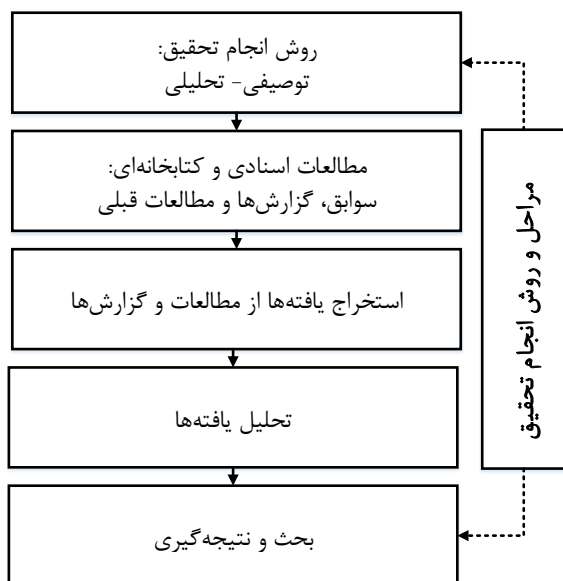 روش انجام تحقیق:
توصیفی- تحلیلی
مطالعات اسنادی و کتابخانه‌ای:
سوابق، گزارش‌ها و مطالعات قبلی
استخراج یافته‌ها از مطالعات و گزارش‌ها
تحلیل یافته‌ها
بحث و نتیجه‌گیری
مراحل و روش انجام تحقیق